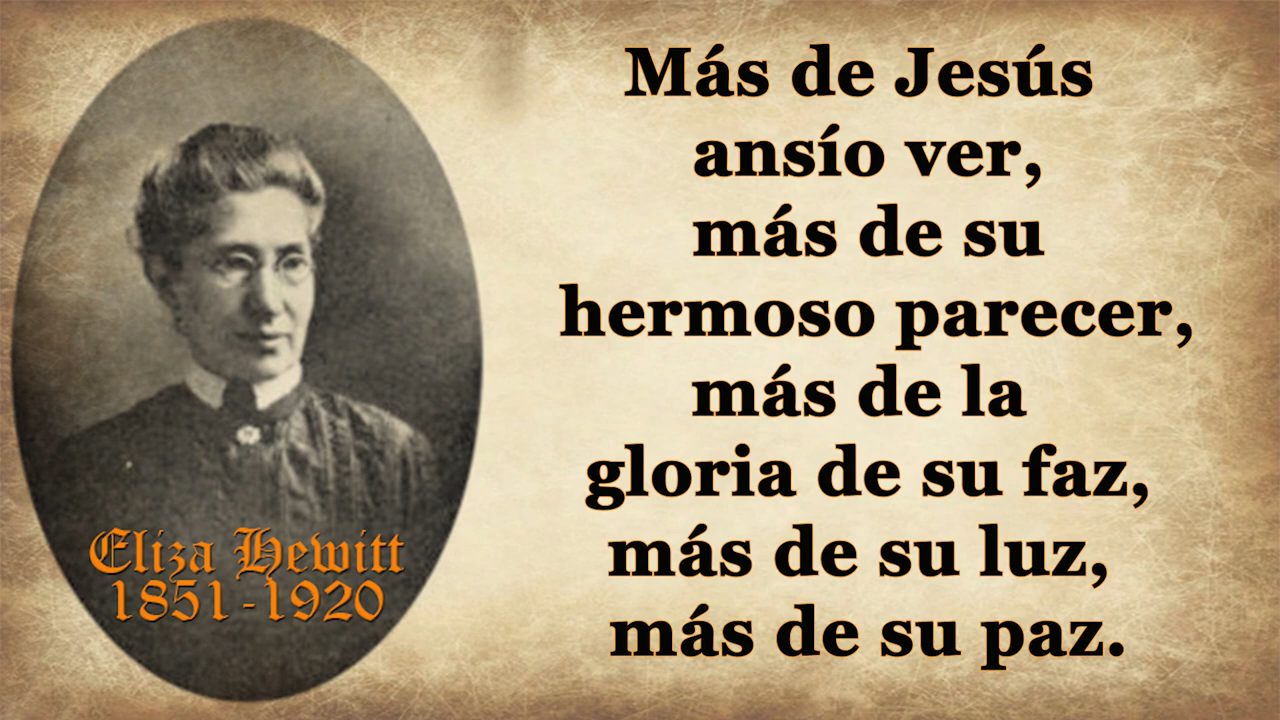 Más de Jesús
ansío ver,
más de su
hermoso parecer,
más de la
gloria de su faz,
más de su luz,
más de su paz.
Eliza Hewitt
1851-1920